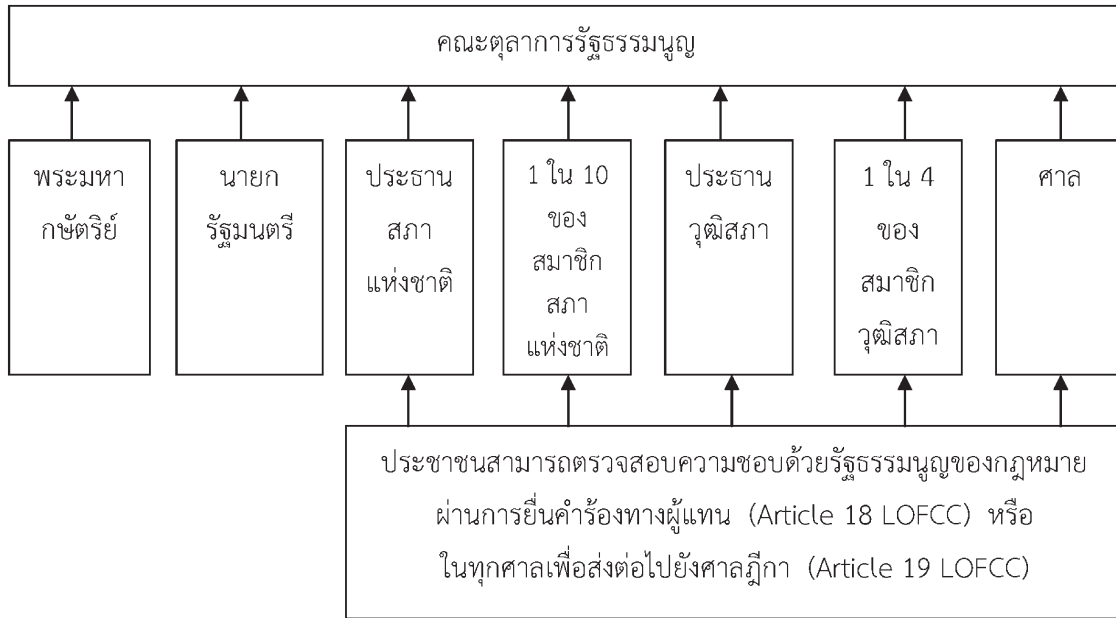 คณะตุลาการรัฐธรรมนูญ
พระมหา
กษัตริย์
นายก
รัฐมนตรี
ประธาน
สภา
แห่งชาติ
1 ใน 10
ของ
สมาชิก
สภา
แห่งชาติ
ประธาน
วุฒิสภา
1 ใน 4
ของ
สมาชิก
วุฒิสภา
ศาล
ประชาชนสามารถตรวจสอบความชอบด้วยรัฐธรรมนูญของกฎหมาย
ผ่านการยื่นคำร้องทางผู้แทน (Article 18 LOFCC) หรือ
ในทุกศาลเพื่อส่งต่อไปยังศาลฎีกา (Article 19 LOFCC)